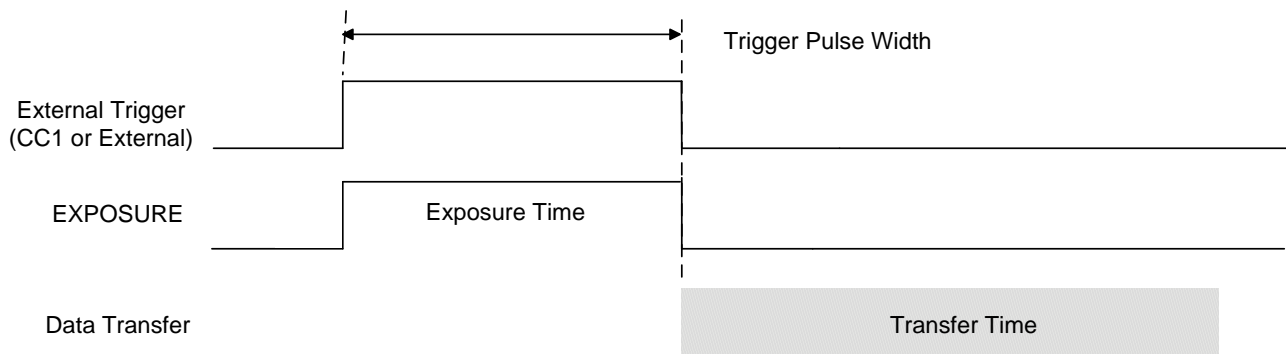 Trigger Pulse Width
External Trigger
(CC1 or External)
EXPOSURE
Exposure Time
Data Transfer
Transfer Time